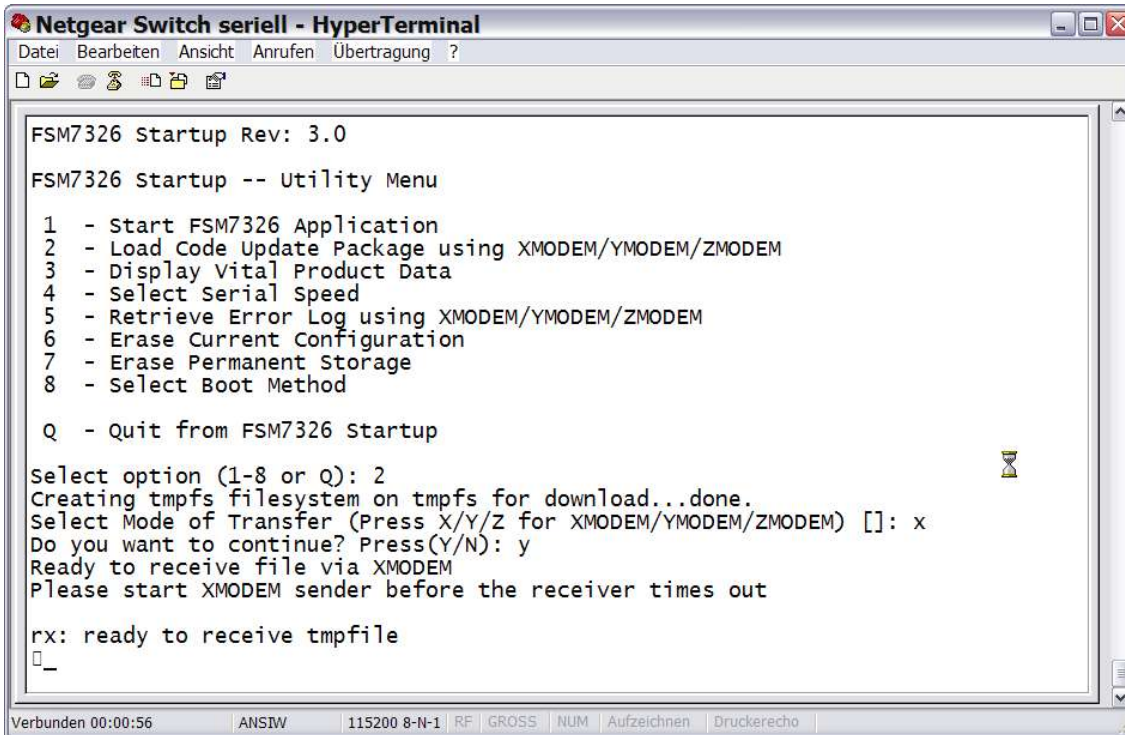 Netgear Switch seriell - HyperTerminal
Datei Bearbeiten Ansicht Anrufen Übertragung ?
FSM7326 Startup Rev: 3.0
FSM7326 Startup -- Utility Menu
1 - Start FSM7326 Application
2 - Load Code Update Package using XMODEM/YMODEM/ZMODEM
3 - Display Vital Product Data
4 - Select Serial Speed
5 - Retrieve Error Log using XMODEM/YMODEM/ZMODEM
6 - Erase Current Configuration
7 - Erase Permanent Storage
8 - Select Boot Method
Q - Quit from FSM7326 Startup
Select option (1-8 or Q): 2
Creating tmpfs filesystem on tmpfs for download...done.
Select Mode of Transfer (Press X/Y/Z for XMODEM/YMODEM/ZMODEM) []: x
Do you want to continue? Press(Y/N): y
Ready to receive file via XMODEM
Please start XMODEM sender before the receiver times out
rx: ready to receive tmpfile
▯_
Verbunden 00:00:56 ANSIW 115200 8-N-1 RF GROSS NUM Aufzeichnen Druckerecho